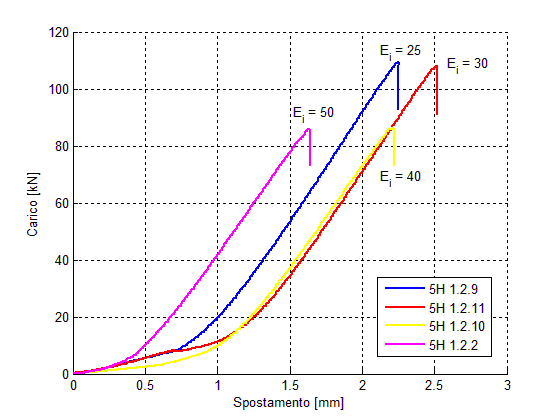 120
100
80
60
40
20
0
Carico [kN]
E_i = 25
E_i = 30
E_i = 50
E_i = 40
5H 1.2.9
5H 1.2.11
5H 1.2.10
5H 1.2.2
0 0.5 1 1.5 2 2.5 3
Spostamento [mm]